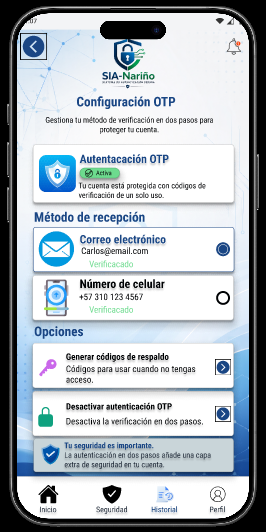 :07
SIA-Nariño
Configuración OTP
Gestiona tu método de verificación en dos pasos para
proteger tu cuenta.
Autentacación OTP
Activa
Tu cuenta está protegida con códigos de
verificación de un solo uso.
Método de recepción
Correo electrónico
Carlos@email.com
Verificacado
Número de celular
+57 310 123 4567
Verificacado
Opciones
Generar códigos de respaldo
Códigos para usar cuando no tengas
acceso.
Desactivar autenticación OTP
Desactiva la verificación en dos pasos.
Tu seguridad es importante.
La autenticación en dos pasos añade una capa
extra de seguridad en tu cuenta.
Inicio
Seguridad
Historial
Perfil